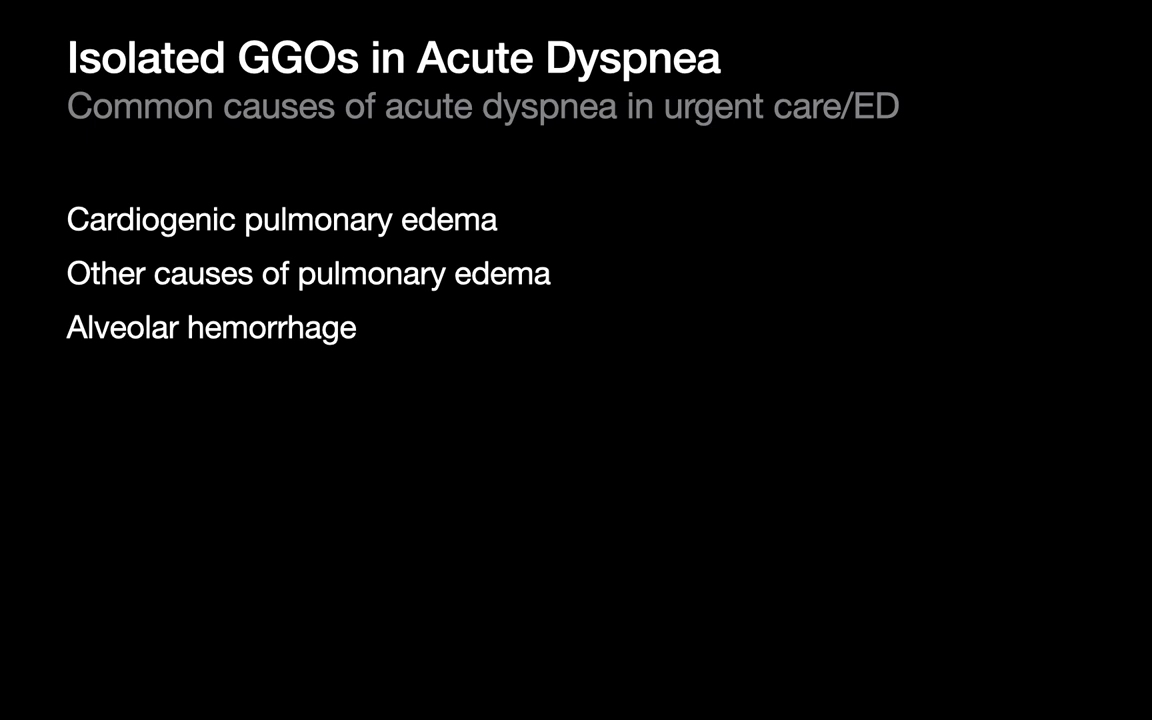 Isolated GGOs in Acute Dyspnea
Common causes of acute dyspnea in urgent care/ED
Cardiogenic pulmonary edema
Other causes of pulmonary edema
Alveolar hemorrhage